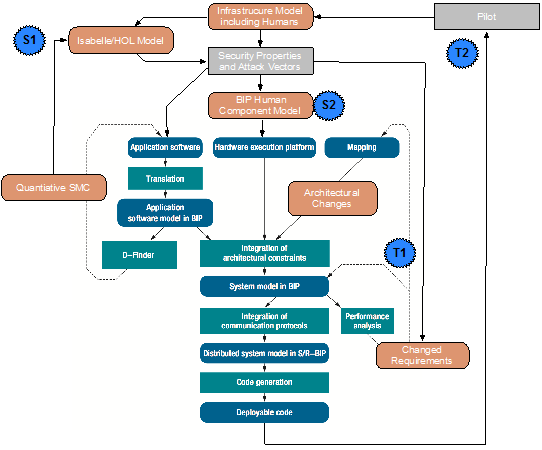 Infrastrucure Model
including Humans
Pilot
S1
Isabelle/HOL Model
T2
Security Properties
and Attack Vectors
BIP Human
Component Model
S2
Application software
Hardware execution platform
Mapping
Translation
Quantiative SMC
Architectural
Changes
Application
software model in BIP
D-Finder
Integration of
architectural constraints
T1
System model in BIP
Integration of
communication protocols
Performance
analysis
Distributed system model in S/R-BIP
Changed
Requirements
Code generation
Deployable code